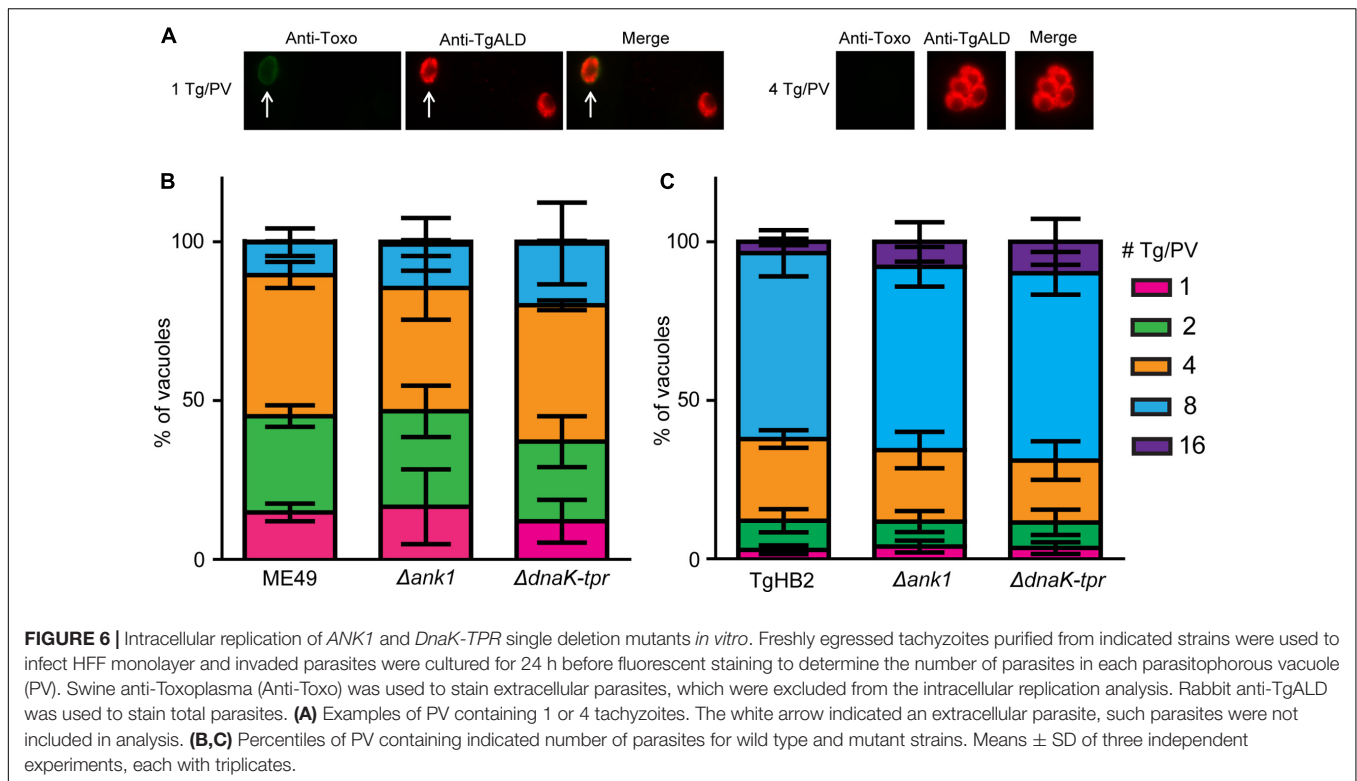 A
Anti-Toxo Anti-TgALD Merge
1 Tg/PV
Anti-Toxo Anti-TgALD Merge
4 Tg/PV
B
% of vacuoles
100
50
0
ME49 Δank1 ΔdnaK-tpr
C
% of vacuoles
100
50
0
TgHB2 Δank1 ΔdnaK-tpr
# Tg/PV
1
2
4
8
16
FIGURE 6 | Intracellular replication of ANK1 and DnaK-TPR single deletion mutants in vitro. Freshly egressed tachyzoites purified from indicated strains were used to
infect HFF monolayer and invaded parasites were cultured for 24 h before fluorescent staining to determine the number of parasites in each parasitophorous vacuole
(PV). Swine anti-Toxoplasma (Anti-Toxo) was used to stain extracellular parasites, which were excluded from the intracellular replication analysis. Rabbit anti-TgALD
was used to stain total parasites. (A) Examples of PV containing 1 or 4 tachyzoites. The white arrow indicated an extracellular parasite, such parasites were not
included in analysis. (B,C) Percentiles of PV containing indicated number of parasites for wild type and mutant strains. Means ± SD of three independent
experiments, each with triplicates.